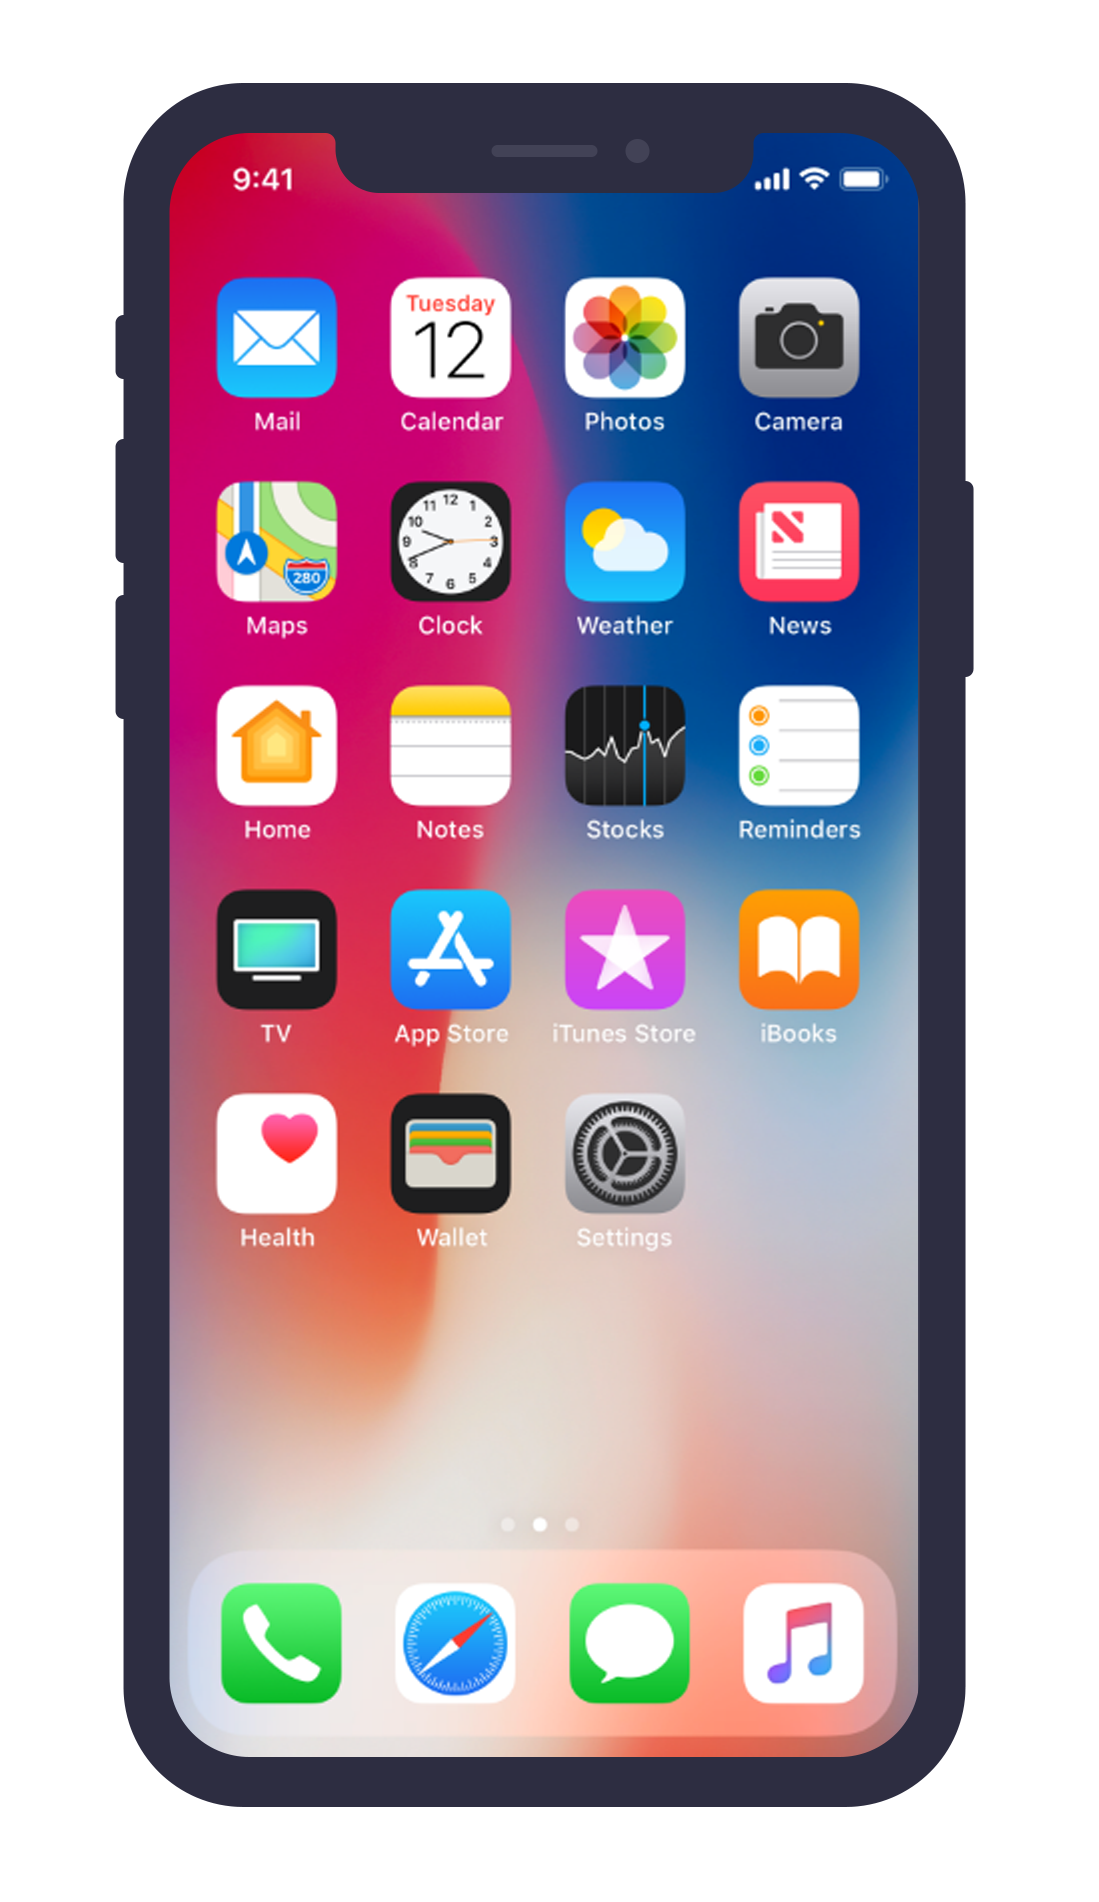 9:41
Tuesday
12
Mail
Calendar
Photos
Camera
280
11 12 1
10 2
9 3
8 4
7 6 5
Maps
Clock
Weather
News
Home
Notes
Stocks
Reminders
TV
App Store
iTunes Store
iBooks
Health
Wallet
Settings